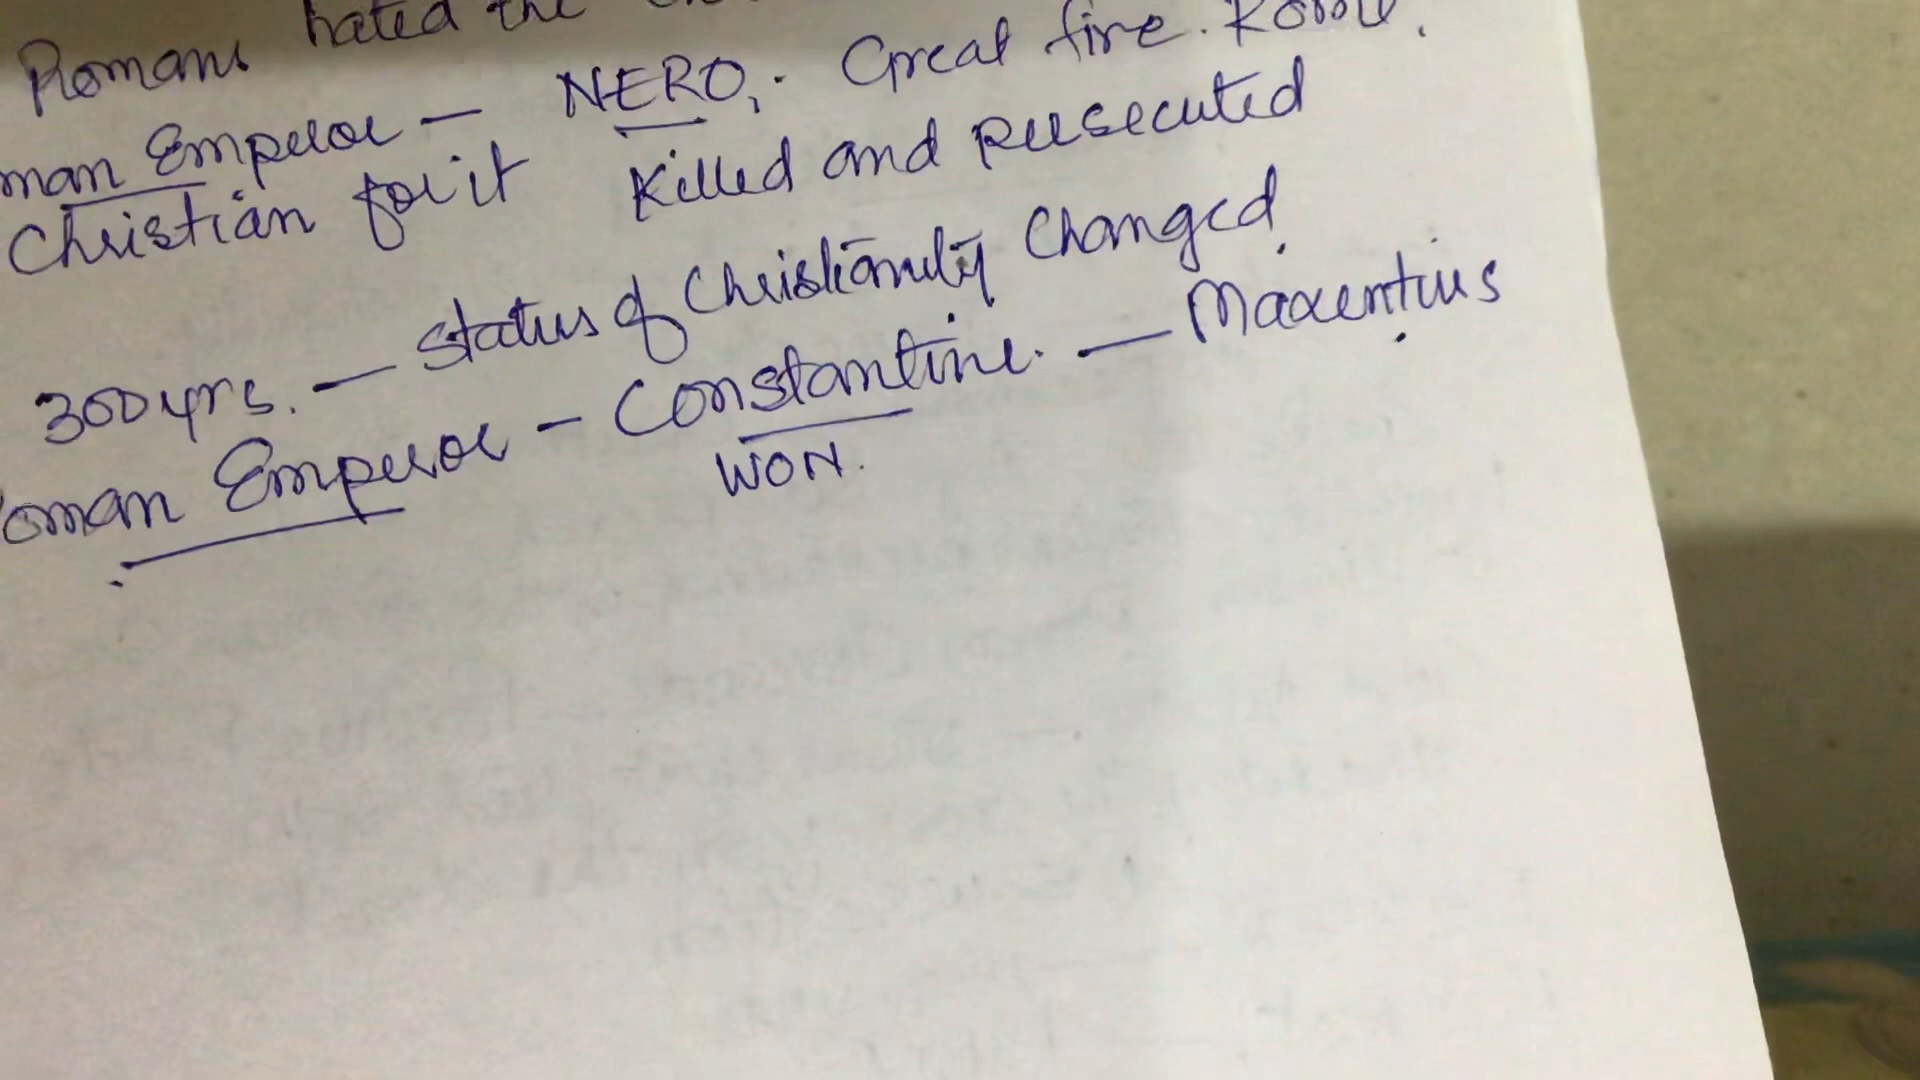 Romans hated the
man Emperor - NERO,. Great fire. Rome.
Christian for it Killed and persecuted
300 yrs. - Status of Christianity Changed.
oman Emperor - Constantine. - Maxentius
WON.